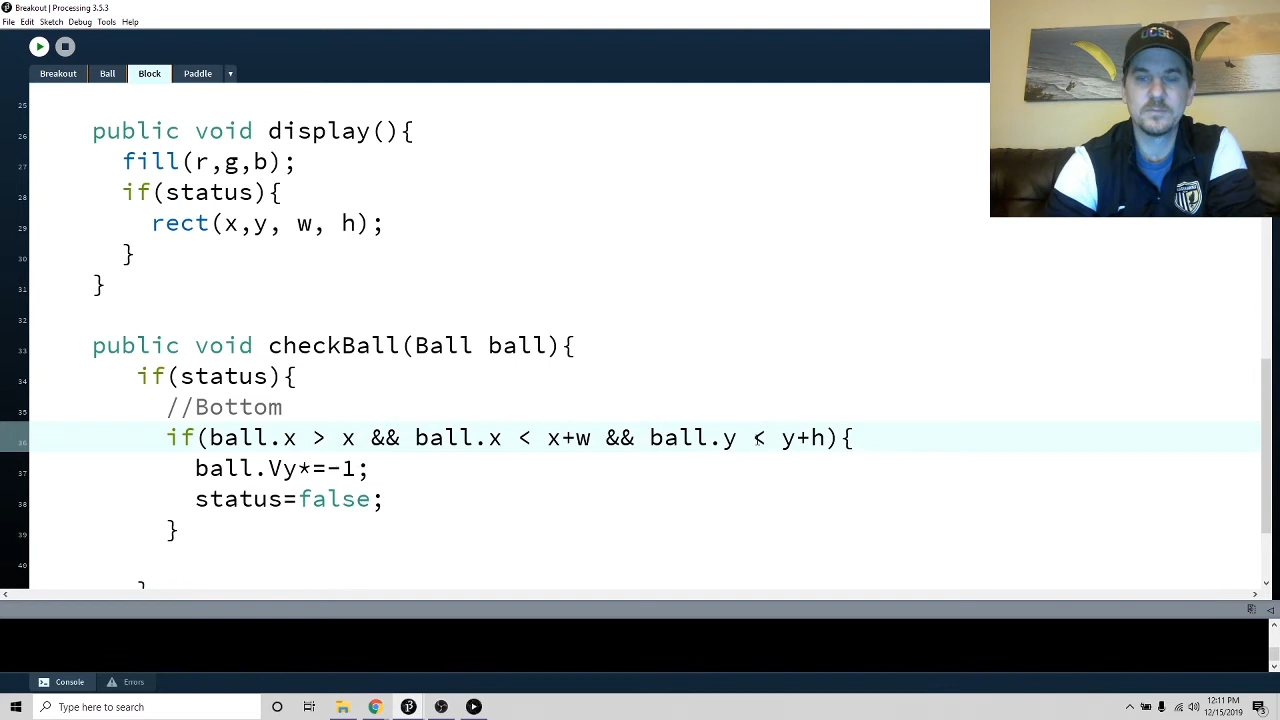 Breakout | Processing 3.5.3
File Edit Sketch Debug Tools Help
Breakout Ball Block Paddle
UCSC
25
26 public void display(){
27 fill(r,g,b);
28 if(status){
29 rect(x,y, w, h);
30 }
31 }
32
33 public void checkBall(Ball ball){
34 if(status){
35 //Bottom
36 if(ball.x > x && ball.x < x+w && ball.y < y+h){
37 ball.Vy*=-1;
38 status=false;
39 }
40
}
Console Errors
Type here to search
12:11 PM
12/15/2019
3